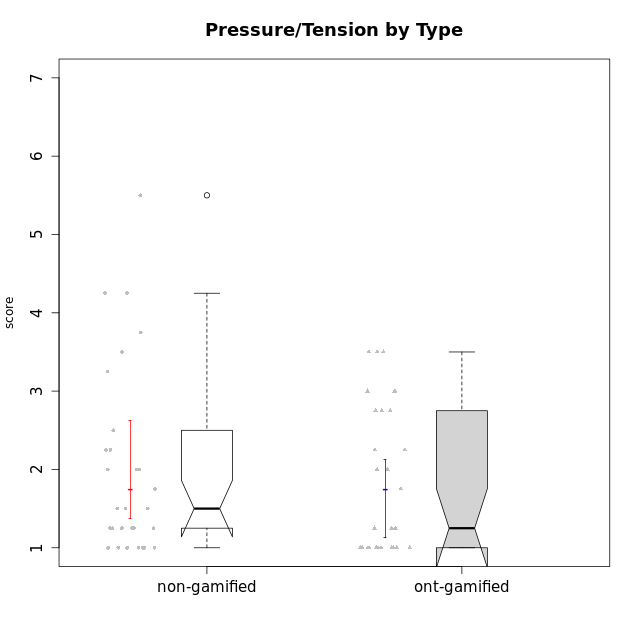 Pressure/Tension by Type
7
6
5
4
3
2
1
score
non-gamified
ont-gamified